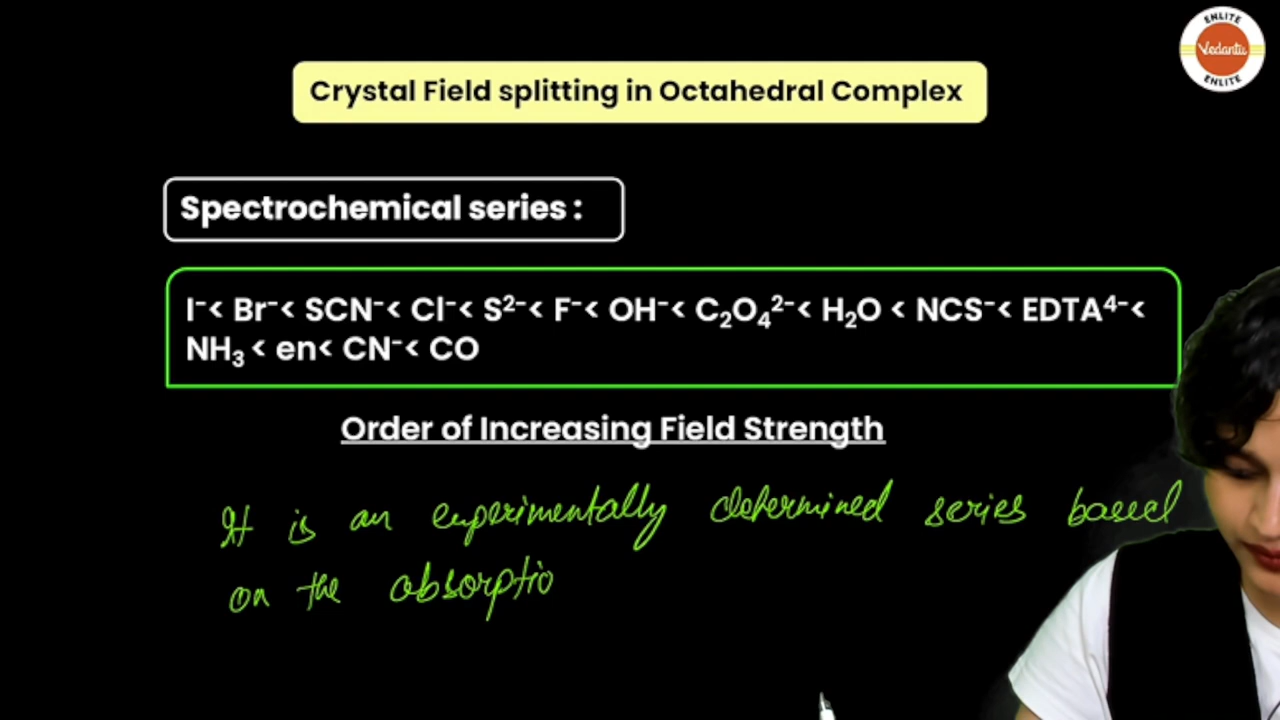 ENLITE
Vedantu
ENLITE
Crystal Field splitting in Octahedral Complex
Spectrochemical series :
I⁻< Br⁻< SCN⁻< Cl⁻< S²⁻< F⁻< OH⁻< C₂O₄²⁻< H₂O < NCS⁻< EDTA⁴⁻<
NH₃ < en< CN⁻< CO
Order of Increasing Field Strength
It is an experimentally determined series based
on the absorptio